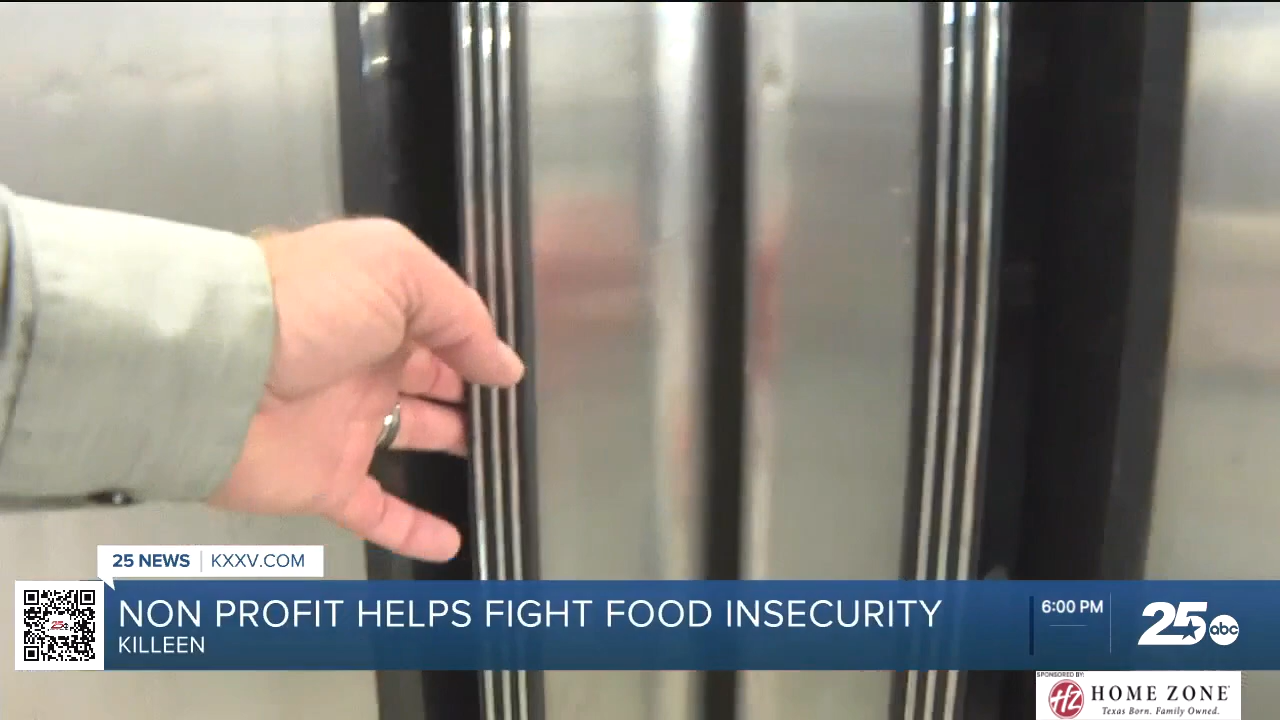 25 NEWS | KXXV.COM
NON PROFIT HELPS FIGHT FOOD INSECURITY
KILLEEN
6:00 PM
25 abc
25
SPONSORED BY:
HZ HOME ZONE
Texas Born. Family Owned.